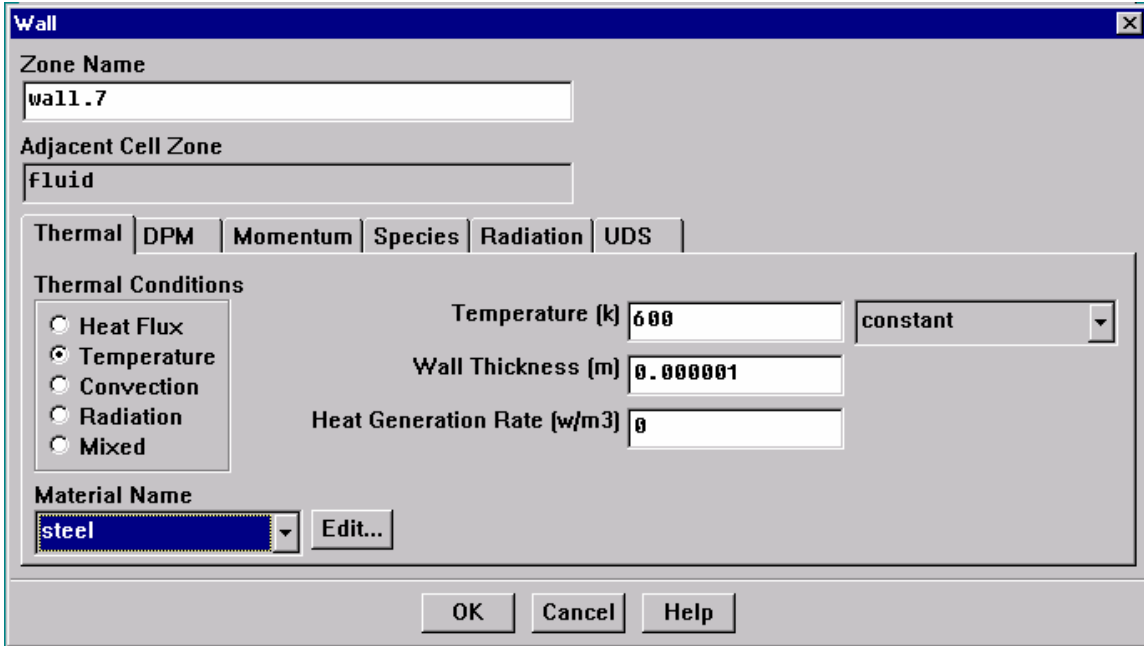 Wall
Zone Name
wall.7
Adjacent Cell Zone
fluid
Thermal DPM Momentum Species Radiation UDS
Thermal Conditions
Heat Flux
Temperature
Convection
Radiation
Mixed
Temperature (k) 600 constant
Wall Thickness (m) 0.000001
Heat Generation Rate (w/m3) 0
Material Name
steel Edit...
OK Cancel Help